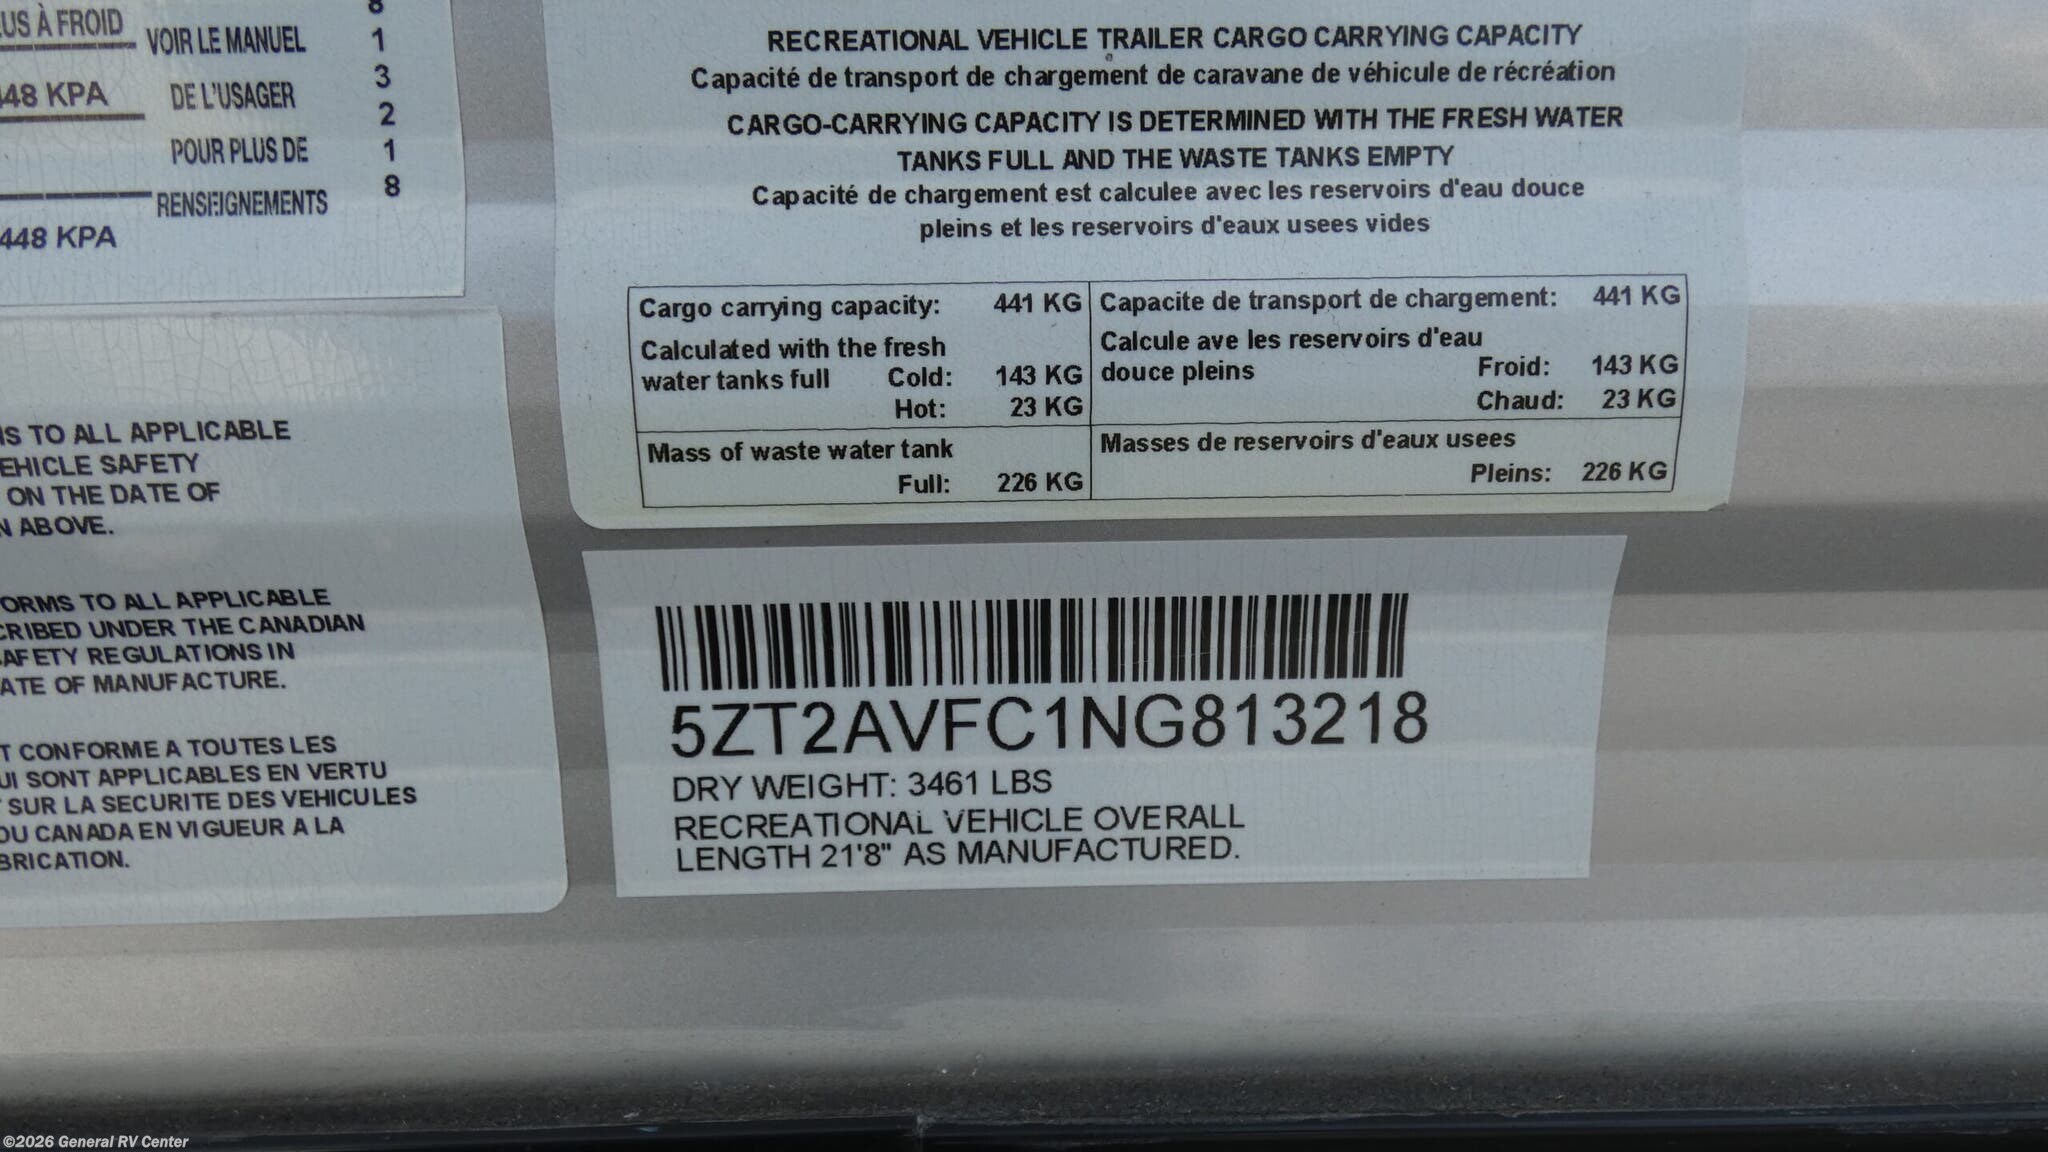 US À FROID
448 KPA
448 KPA
VOIR LE MANUEL
DE L'USAGER
POUR PLUS DE
RENSEIGNEMENTS
8
1
3
2
1
8
RECREATIONAL VEHICLE TRAILER CARGO CARRYING CAPACITY
Capacité de transport de chargement de caravane de véhicule de récréation
CARGO-CARRYING CAPACITY IS DETERMINED WITH THE FRESH WATER
TANKS FULL AND THE WASTE TANKS EMPTY
Capacité de chargement est calculee avec les reservoirs d'eau douce
pleins et les reservoirs d'eaux usees vides
Cargo carrying capacity: 441 KG
Calculated with the fresh
water tanks full Cold: 143 KG
Hot: 23 KG
Mass of waste water tank
Full: 226 KG
Capacite de transport de chargement: 441 KG
Calcule ave les reservoirs d'eau
douce pleins Froid: 143 KG
Chaud: 23 KG
Masses de reservoirs d'eaux usees
Pleins: 226 KG
S TO ALL APPLICABLE
EHICLE SAFETY
ON THE DATE OF
N ABOVE.
ORMS TO ALL APPLICABLE
CRIBED UNDER THE CANADIAN
AFETY REGULATIONS IN
ATE OF MANUFACTURE.
T CONFORME A TOUTES LES
UI SONT APPLICABLES EN VERTU
SUR LA SECURITE DES VEHICULES
DU CANADA EN VIGUEUR A LA
BRICATION.
5ZT2AVFC1NG813218
DRY WEIGHT: 3461 LBS
RECREATIONAL VEHICLE OVERALL
LENGTH 21'8" AS MANUFACTURED.
©2026 General RV Center